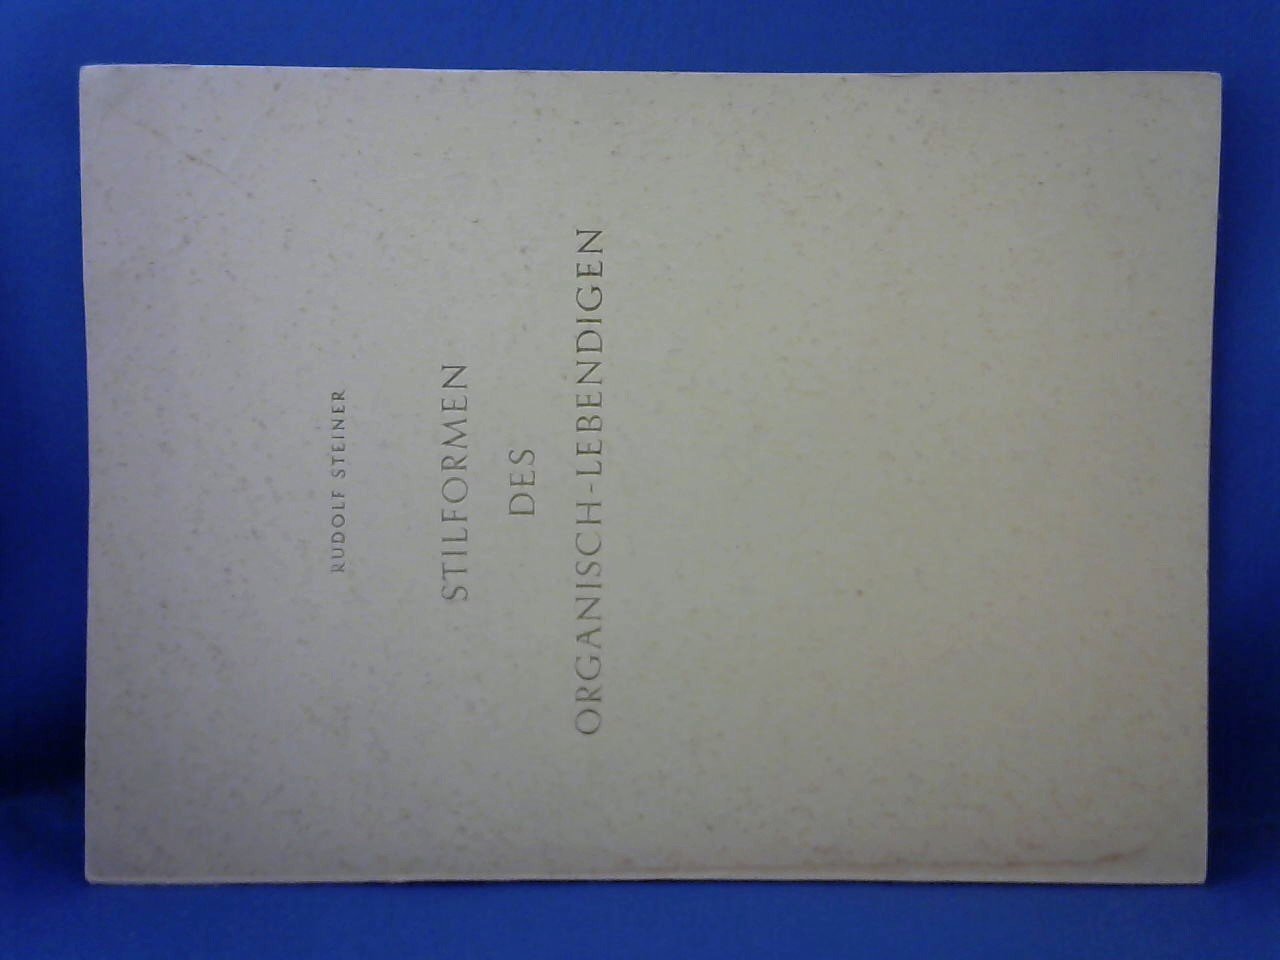 RUDOLF STEINER
STILFORMEN
DES
ORGANISCH-LEBENDIGEN